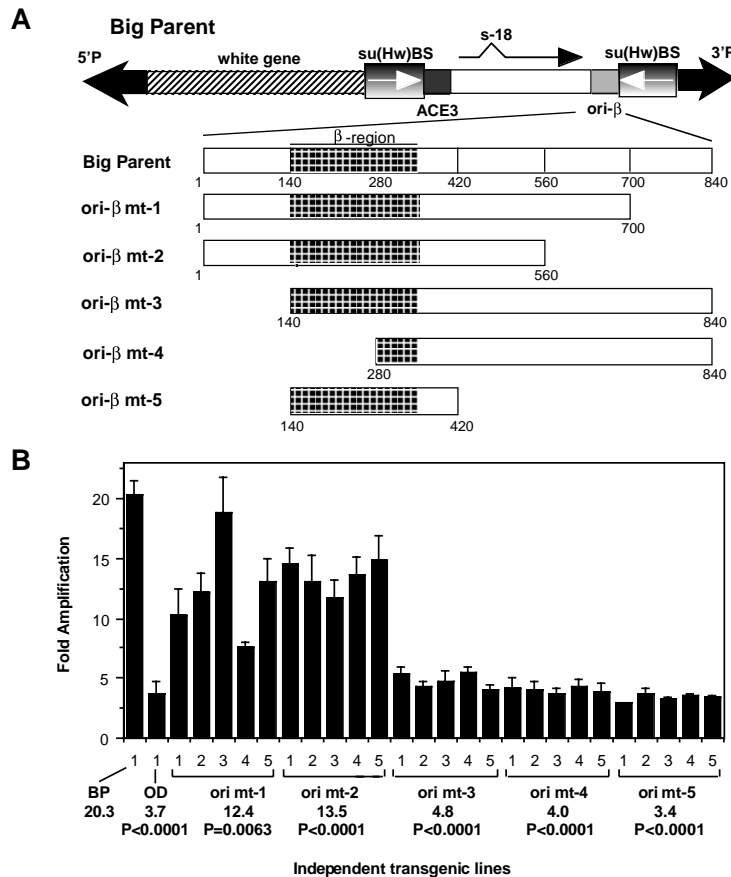 A
Big Parent
5'P
white gene
su(Hw)BS
s-18
su(Hw)BS
3'P
ACE3
ori-β
β-region
Big Parent
1 140 280 420 560 700 840
ori-β mt-1
1 700
ori-β mt-2
1 560
ori-β mt-3
140 840
ori-β mt-4
280 840
ori-β mt-5
140 420
B
Fold Amplification
20
15
10
5
0
1 1 1 2 3 4 5 1 2 3 4 5 1 2 3 4 5 1 2 3 4 5 1 2 3 4 5
BP OD ori mt-1 ori mt-2 ori mt-3 ori mt-4 ori mt-5
20.3 3.7 12.4 13.5 4.8 4.0 3.4
P<0.0001 P=0.0063 P<0.0001 P<0.0001 P<0.0001 P<0.0001
Independent transgenic lines